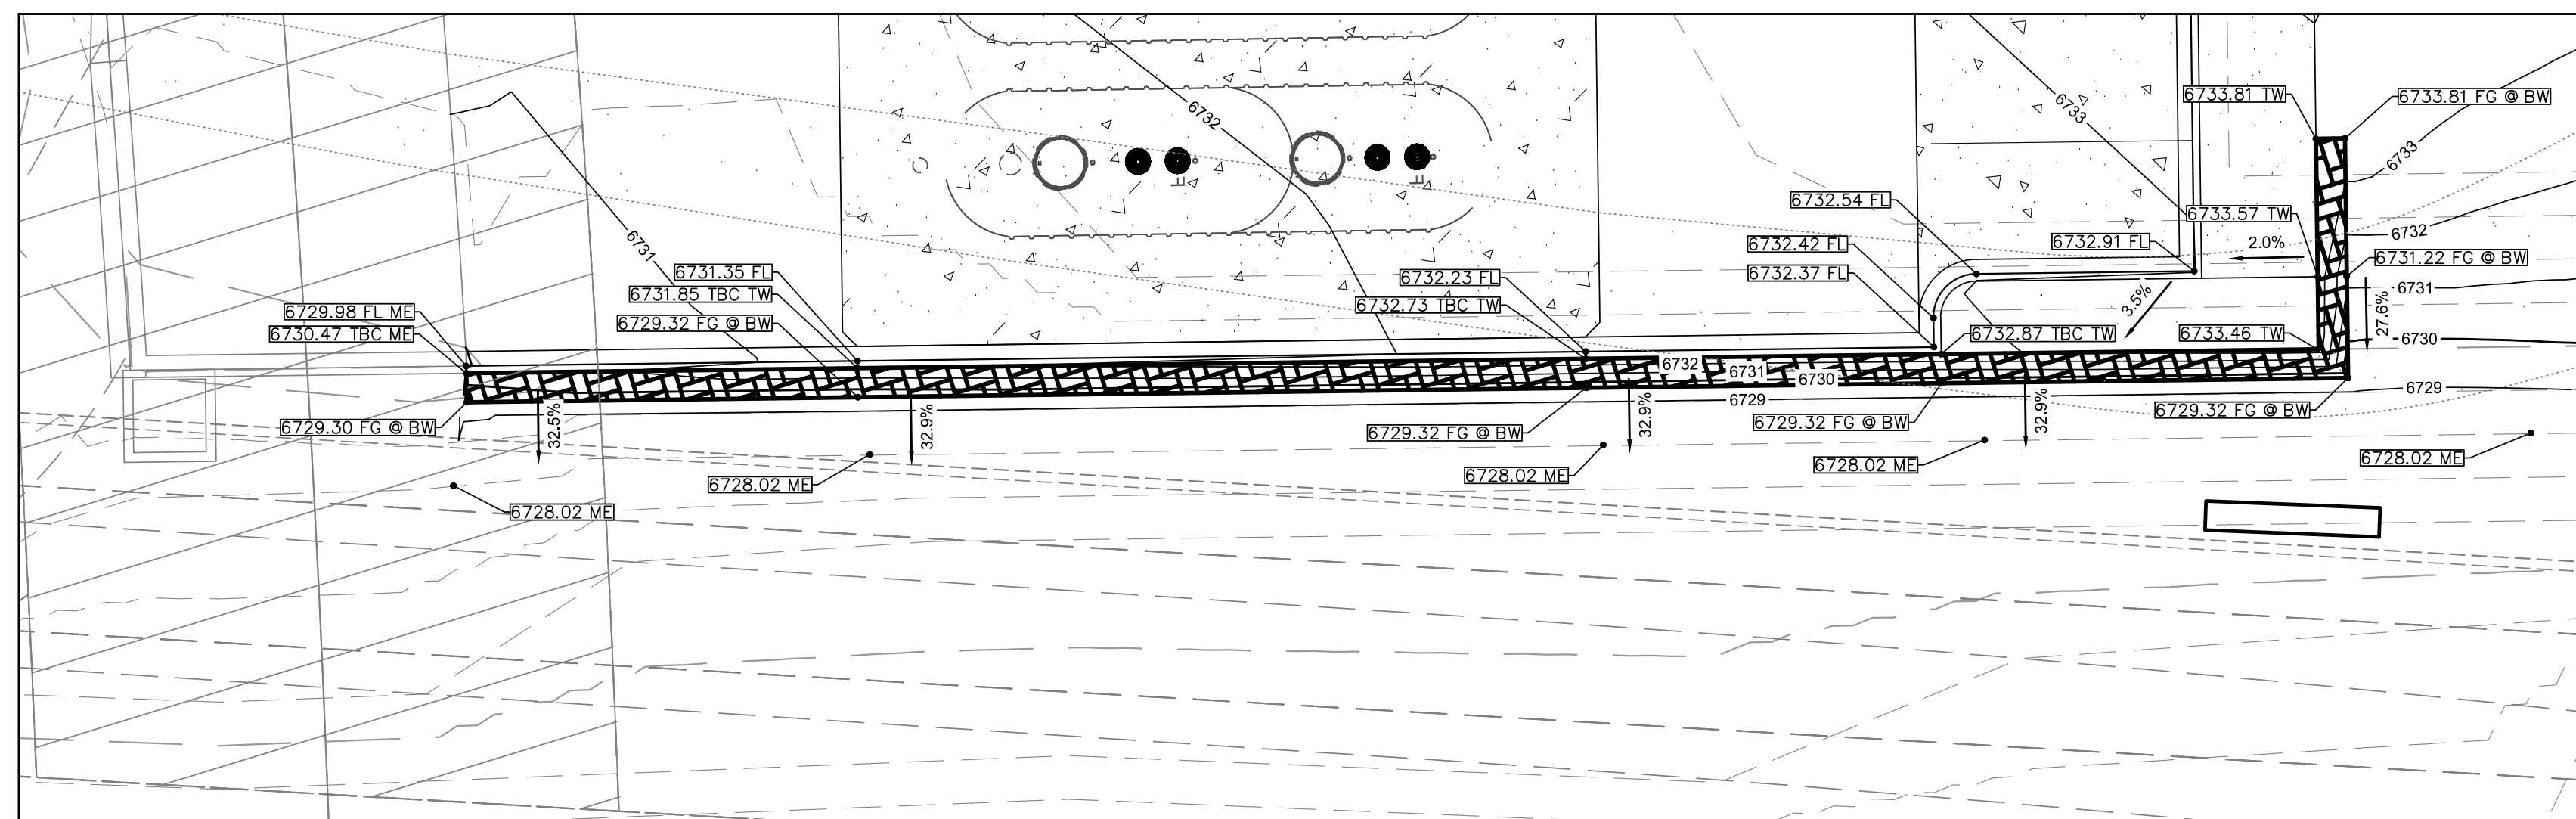 6733.81 TW
6733.81 FG @ BW
6732
6733
6733
6732.54 FL
6733.57 TW
6732
6731
6732.42 FL
6732.91 FL
2.0%
6731.22 FG @ BW
6731.35 FL
6732.37 FL
6732.23 FL
6731
6731.85 TBC TW
6732.73 TBC TW
3.5%
27.6%
6729.98 FL ME
6729.32 FG @ BW
6730.47 TBC ME
6732.87 TBC TW
6733.46 TW
6730
6732
6731
6730
6729
6729
32.5%
32.9%
32.9%
32.9%
6729.30 FG @ BW
6729.32 FG @ BW
6729.32 FG @ BW
6729.32 FG @ BW
6728.02 ME
6728.02 ME
6728.02 ME
6728.02 ME
6728.02 ME